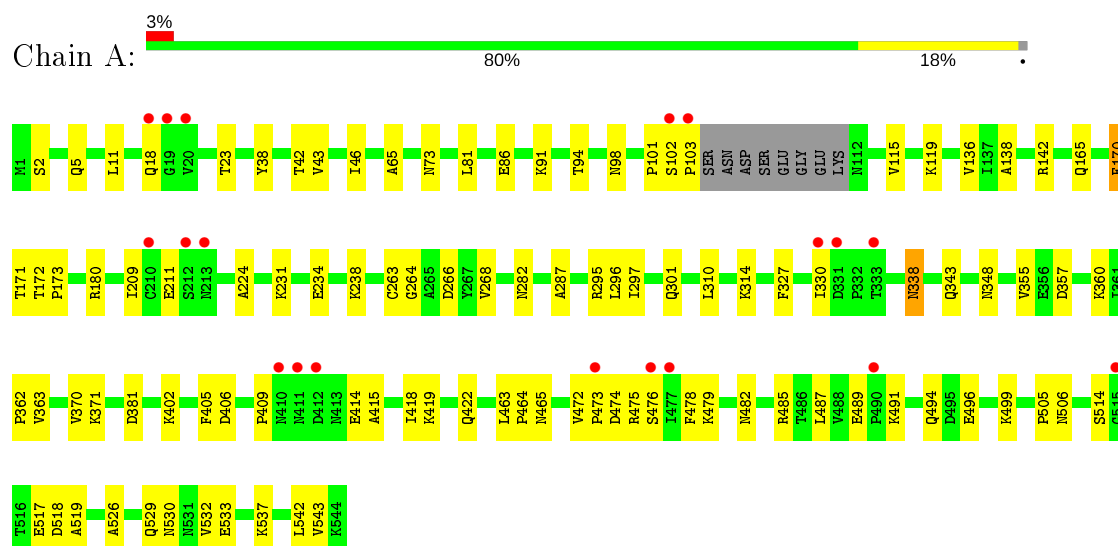 3%
Chain A:
80% 18% •
M1 S2 Q5 L11 Q18 G19 V20 T23 Y38 T42 V43 I46 A65 N73 L81 E86 K91 T94 N98 P101 S102 P103 SER ASN ASP SER GLU GLY GLU LYS N112 V115 K119 V136 I137 A138 R142 Q165
T171 T172 P173 R180 I209 C210 E211 S212 N213 A224 K231 E234 K238 C263 G264 A265 D266 Y267 V268 N282 A287 R295 L296 I297 Q301 L310 K314 F327 I330 D331 P332 T333 N338 Q343 N348 V355 E356 D357 K360 I361
P362 V363 V370 K371 D381 K402 F405 D406 P409 N410 N411 D412 N413 E414 A415 I418 K419 Q422 L463 P464 N465 V472 P473 D474 R475 S476 I477 F478 K479 N482 R485 T486 L487 V488 E489 P490 K491 Q494 D495 E496 K499 P505 N506 S514
T516 E517 D518 A519 A526 Q529 N530 N531 V532 E533 K537 L542 V543 K544